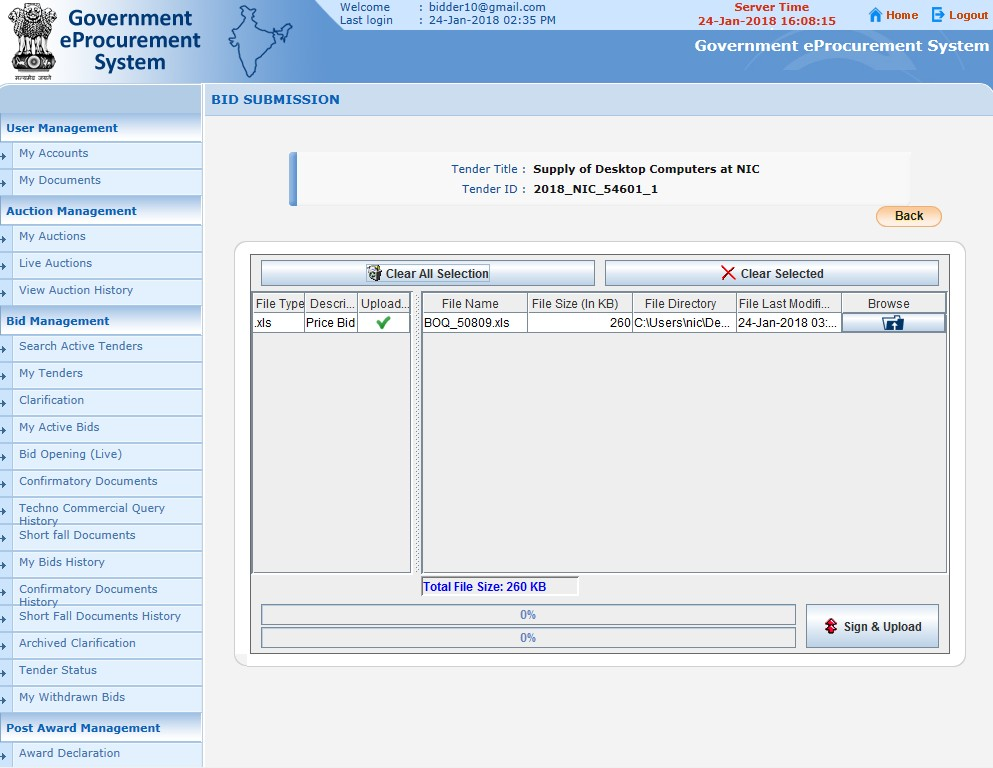 Government
eProcurement
System
सत्यमेव जयते
Welcome : bidder10@gmail.com
Last login : 24-Jan-2018 02:35 PM
Server Time
24-Jan-2018 16:08:15
Home
Logout
Government eProcurement System
BID SUBMISSION
User Management
My Accounts
My Documents
Auction Management
My Auctions
Live Auctions
View Auction History
Bid Management
Search Active Tenders
My Tenders
Clarification
My Active Bids
Bid Opening (Live)
Confirmatory Documents
Techno Commercial Query
History
Short fall Documents
My Bids History
Confirmatory Documents
History
Short Fall Documents History
Archived Clarification
Tender Status
My Withdrawn Bids
Post Award Management
Award Declaration
Tender Title : Supply of Desktop Computers at NIC
Tender ID : 2018_NIC_54601_1
Back
Clear All Selection
Clear Selected
File Type Descri... Upload... File Name File Size (In KB) File Directory File Last Modifi... Browse
.xls Price Bid BOQ_50809.xls 260 C:\Users\nic\De... 24-Jan-2018 03:...
Total File Size: 260 KB
0%
0%
Sign & Upload